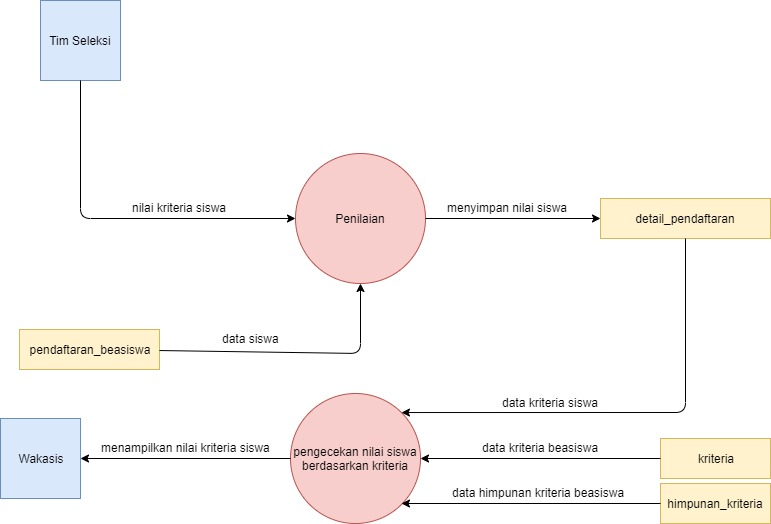 Tim Seleksi
nilai kriteria siswa
Penilaian
menyimpan nilai siswa
detail_pendaftaran
pendaftaran_beasiswa
data siswa
data kriteria siswa
Wakasis
menampilkan nilai kriteria siswa
pengecekan nilai siswa
berdasarkan kriteria
data kriteria beasiswa
kriteria
data himpunan kriteria beasiswa
himpunan_kriteria